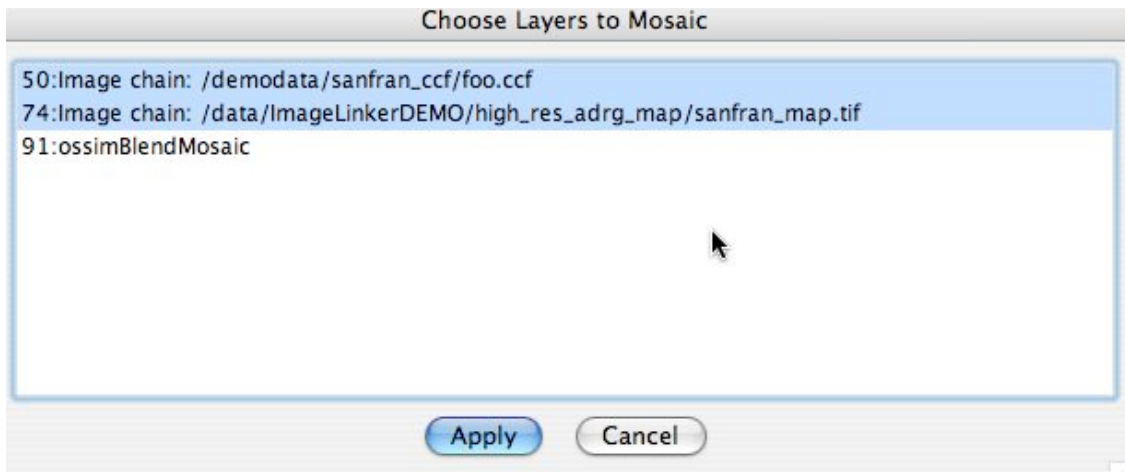 Choose Layers to Mosaic
50:Image chain: /demodata/sanfran_ccf/foo.ccf
74:Image chain: /data/ImageLinkerDEMO/high_res_adrg_map/sanfran_map.tif
91:ossimBlendMosaic
Apply Cancel